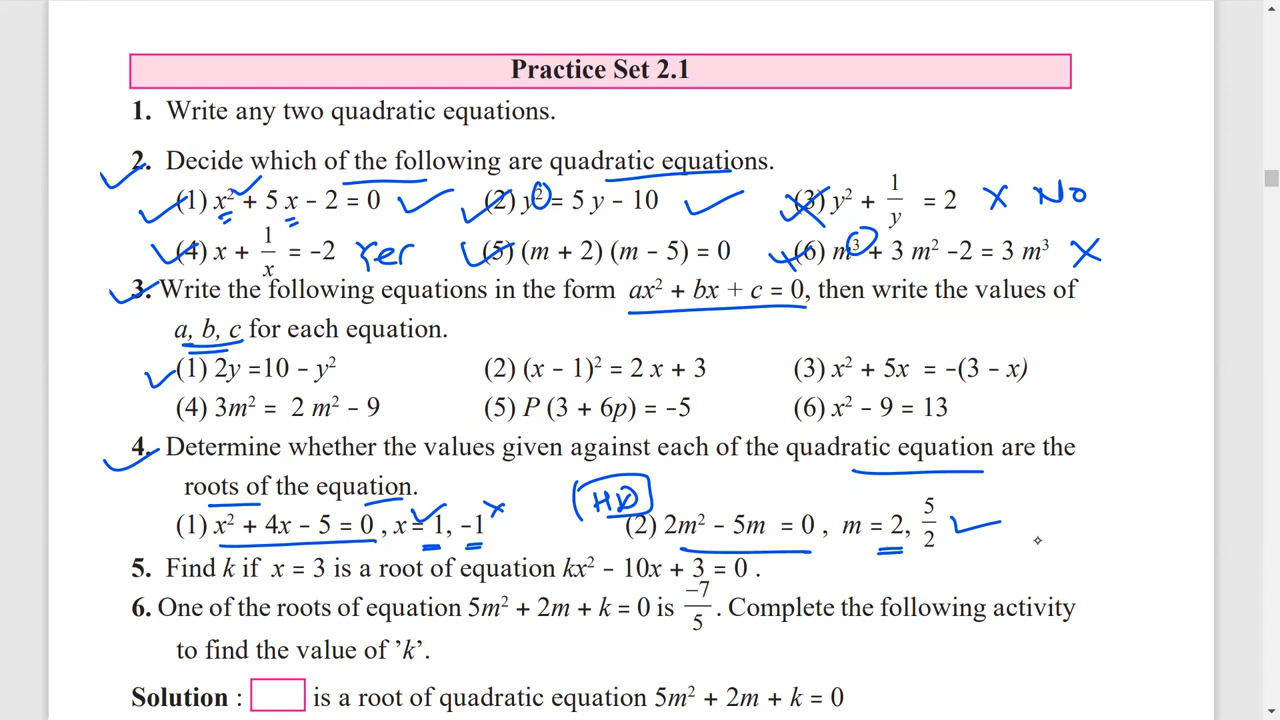 Practice Set 2.1
1. Write any two quadratic equations.
2. Decide which of the following are quadratic equations.
(1) x² + 5 x - 2 = 0 (2) y² = 5 y - 10 (3) y² + 1/y = 2 x No
(4) x + 1/x = -2 Yer (5) (m + 2) (m - 5) = 0 (6) m³ + 3 m² -2 = 3 m³ x
3. Write the following equations in the form ax² + bx + c = 0, then write the values of
a, b, c for each equation.
(1) 2y =10 - y² (2) (x - 1)² = 2 x + 3 (3) x² + 5x = -(3 - x)
(4) 3m² = 2 m² - 9 (5) P (3 + 6p) = -5 (6) x² - 9 = 13
4. Determine whether the values given against each of the quadratic equation are the
roots of the equation.
(1) x² + 4x - 5 = 0 , x = 1, -1 x (2) 2m² - 5m = 0 , m = 2, 5/2
5. Find k if x = 3 is a root of equation kx² - 10x + 3 = 0 .
6. One of the roots of equation 5m² + 2m + k = 0 is -7/5 . Complete the following activity
to find the value of ’k’.
Solution : is a root of quadratic equation 5m² + 2m + k = 0